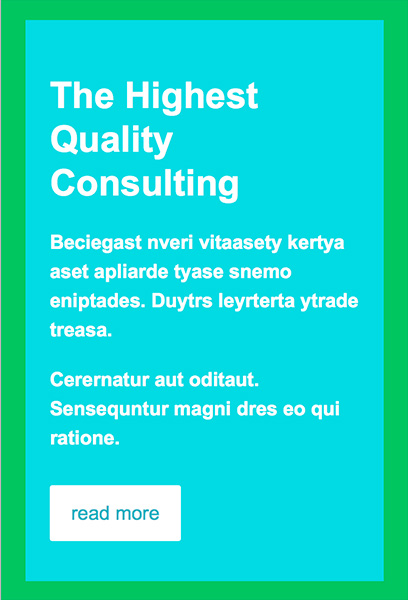 The Highest
Quality
Consulting
Beciegast nveri vitaasety kertya
aset apliarde tyase snemo
eniptades. Duytrs leyrterta ytrade
treasa.
Cerernatur aut oditaut.
Sensequntur magni dres eo qui
ratione.
read more